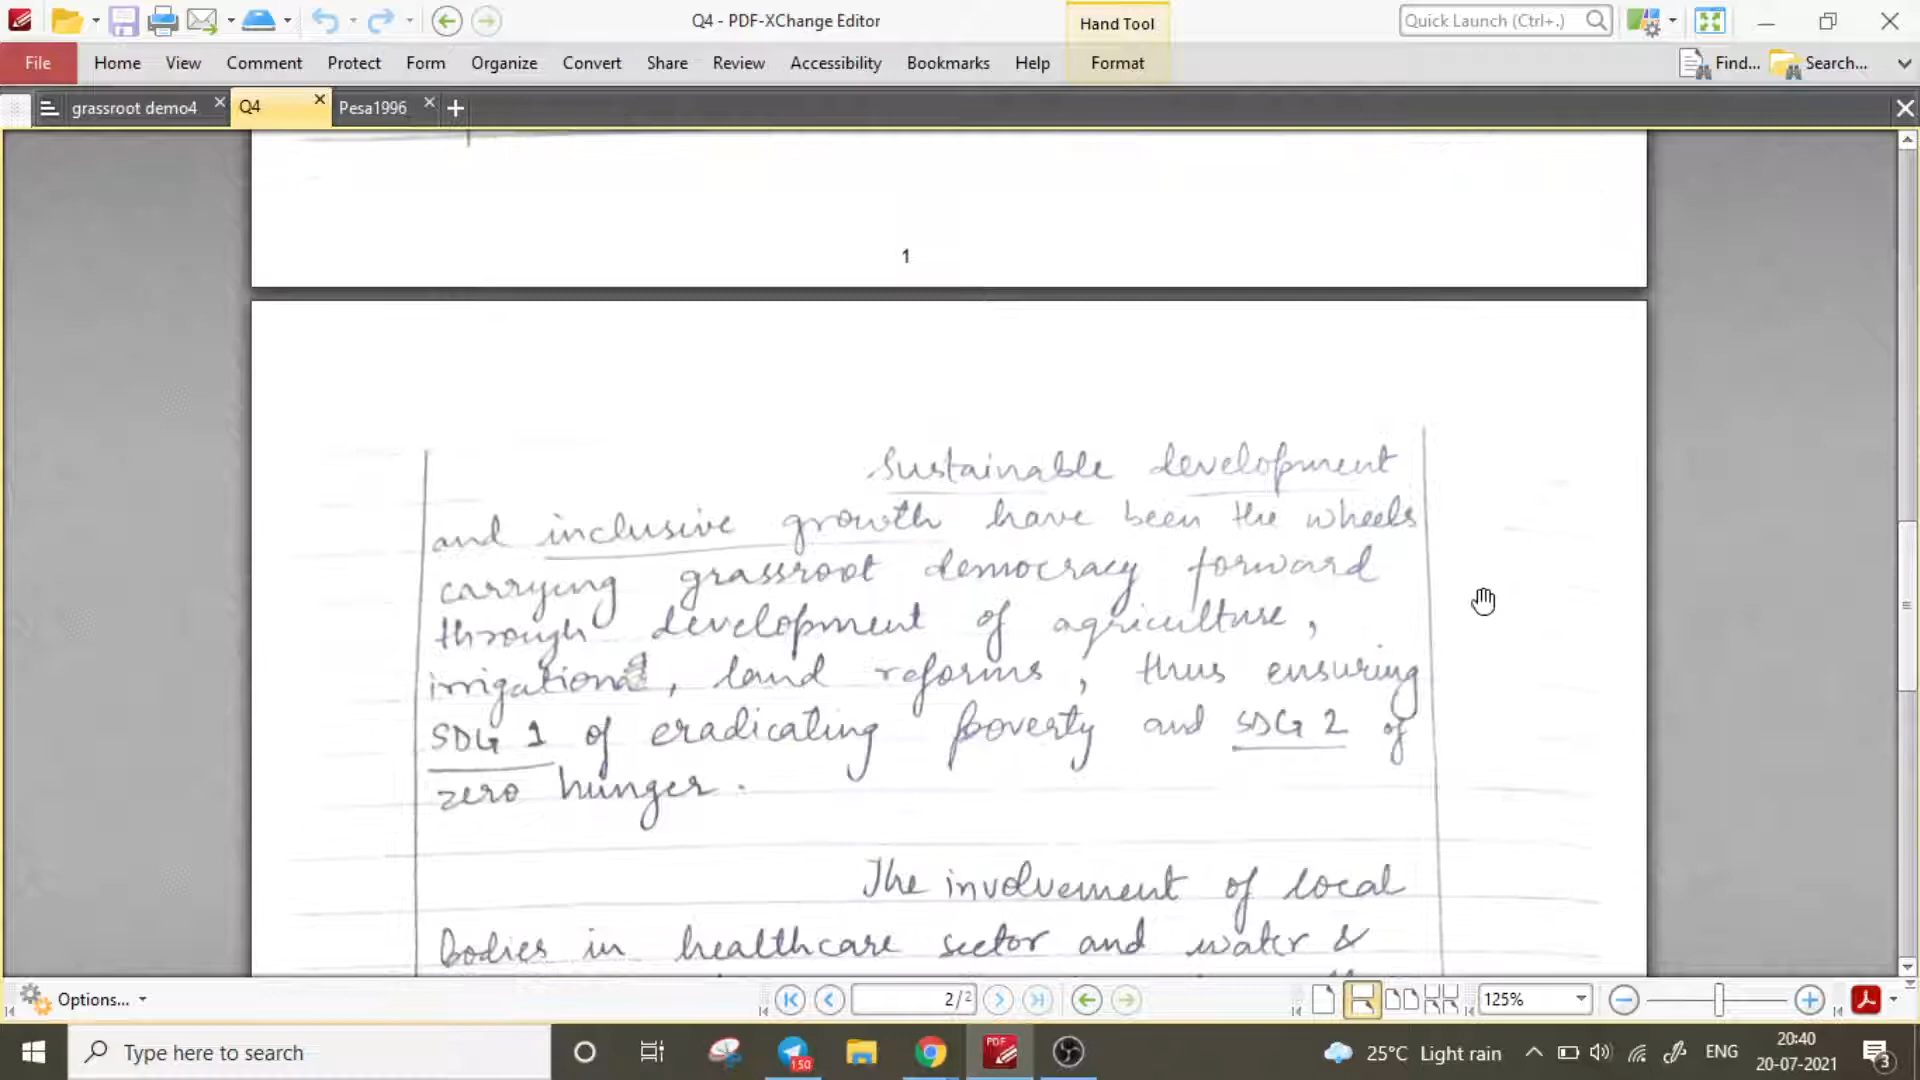 Q4 - PDF-XChange Editor
Hand Tool
Quick Launch (Ctrl+.)
File Home View Comment Protect Form Organize Convert Share Review Accessibility Bookmarks Help Format Find... Search...
grassroot demo4 Q4 Pesa1996
1
Sustainable development
and inclusive growth have been the wheels
carrying grassroot democracy forward
through development of agriculture,
irrigation, land reforms, thus ensuring
SDG 1 of eradicating poverty and SDG 2 of
zero hunger.
The involvement of local
bodies in healthcare sector and water &
Options... 2/2 125%
Type here to search
PDF
150
25°C Light rain ENG
20:40
20-07-2021
3